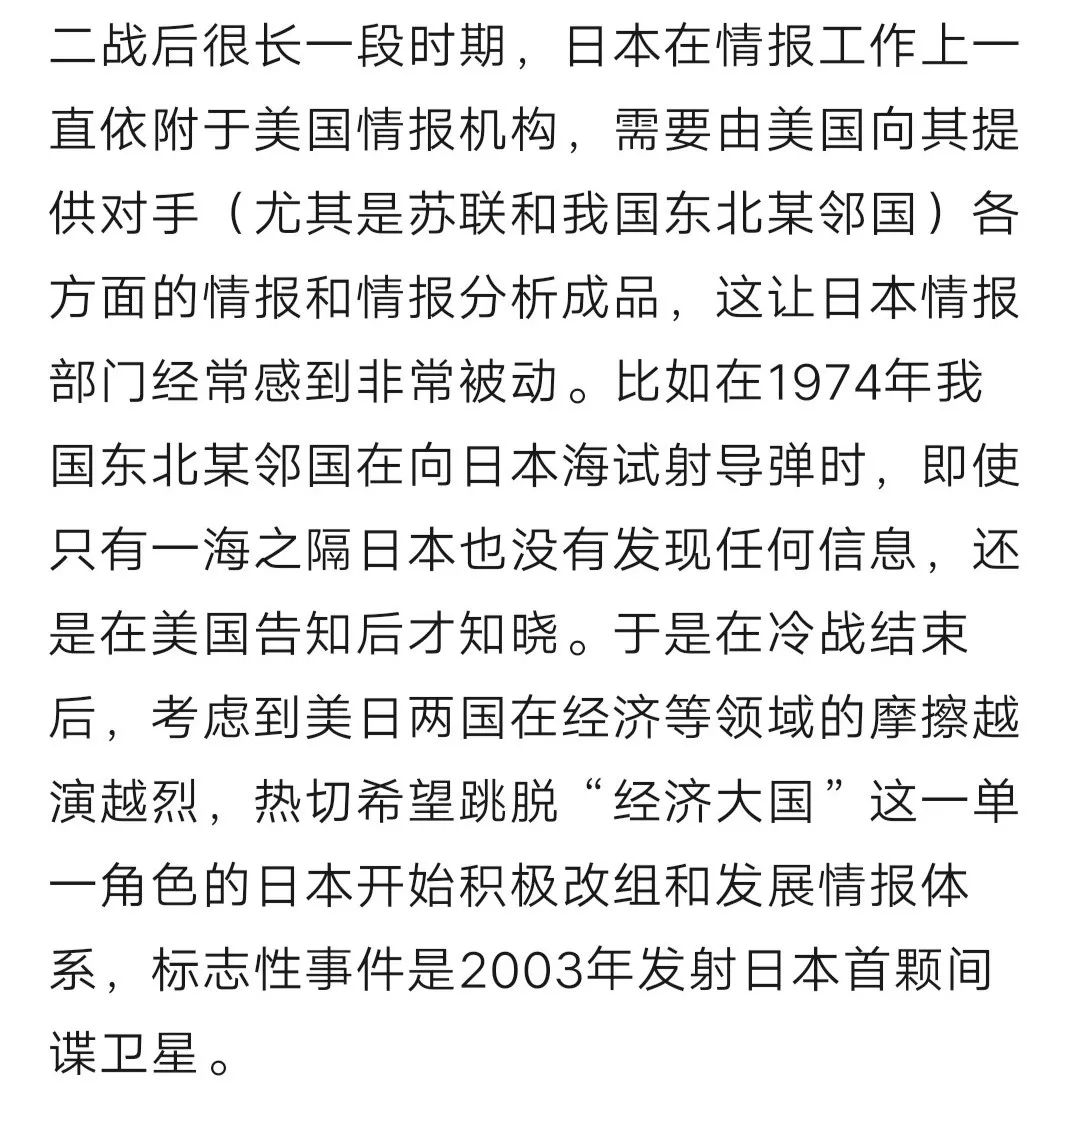 二战后很长一段时期，日本在情报工作上一
直依附于美国情报机构，需要由美国向其提
供对手（尤其是苏联和我国东北某邻国）各
方面的情报和情报分析成品，这让日本情报
部门经常感到非常被动。比如在1974年我
国东北某邻国在向日本海试射导弹时，即使
只有一海之隔日本也没有发现任何信息，还
是在美国告知后才知晓。于是在冷战结束
后，考虑到美日两国在经济等领域的摩擦越
演越烈，热切希望跳脱“经济大国”这一单
一角色的日本开始积极改组和发展情报体
系，标志性事件是2003年发射日本首颗间
谍卫星。